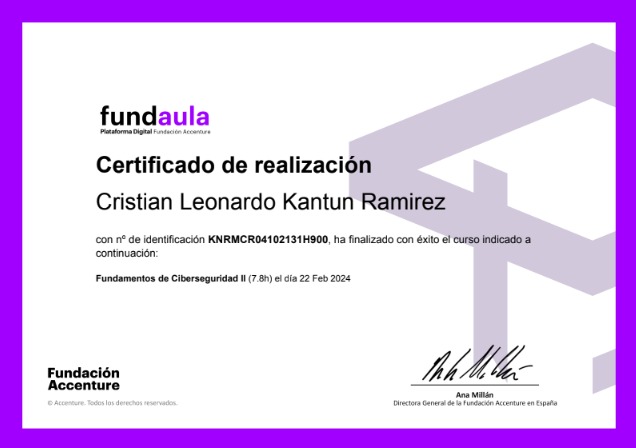 fundaula
Plataforma Digital Fundación Accenture
Certificado de realización
Cristian Leonardo Kantun Ramirez
con nº de identificación KNRMCR04102131H900, ha finalizado con éxito el curso indicado a
continuación:
Fundamentos de Ciberseguridad II (7.8h) el día 22 Feb 2024
Fundación
Accenture
© Accenture. Todos los derechos reservados.
Ana Millán
Directora General de la Fundación Accenture en España